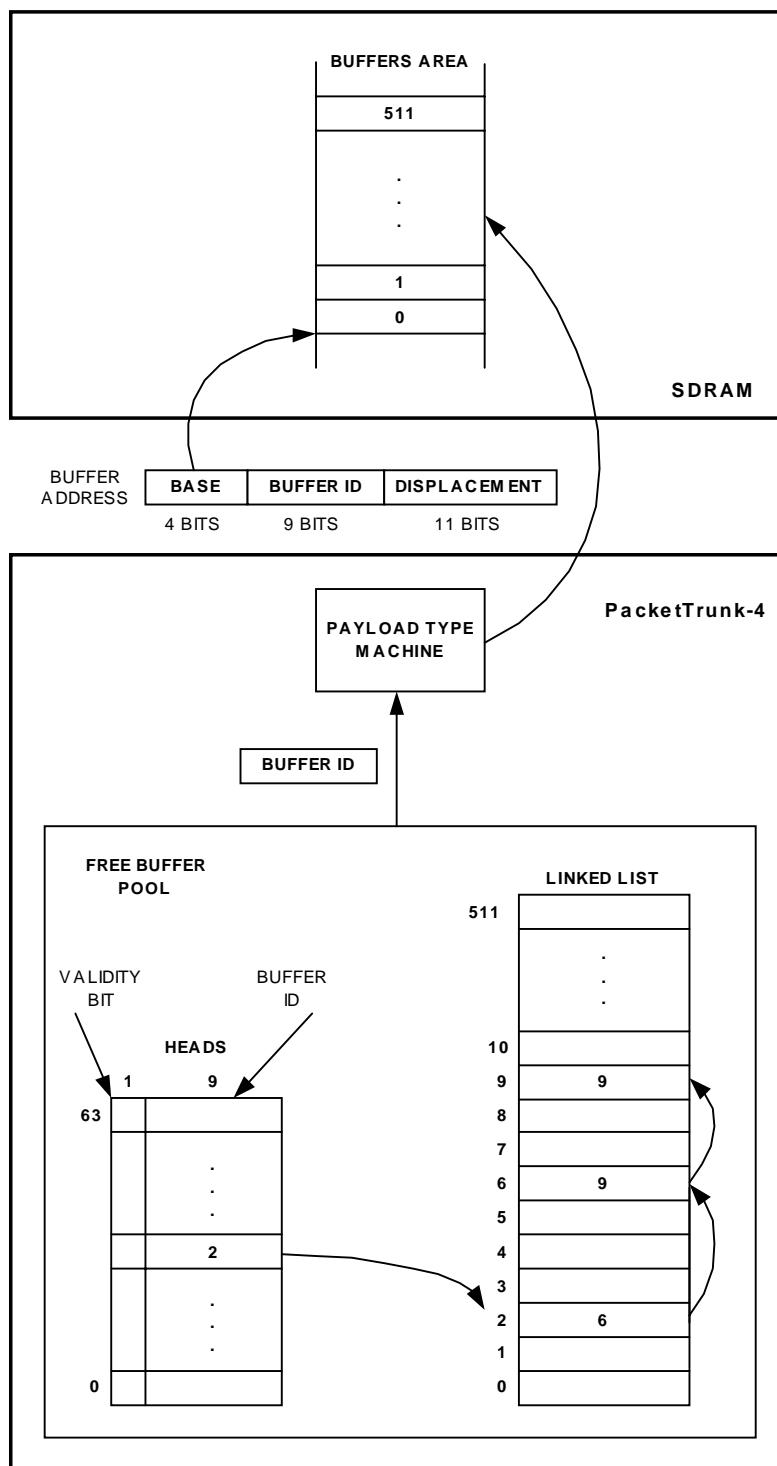 BUFFERS AREA
511
.
.
.
1
0
SDRAM
BUFFER
ADDRESS
BASE BUFFER ID DISPLACEMENT
4 BITS 9 BITS 11 BITS
PacketTrunk-4
PAYLOAD TYPE
MACHINE
BUFFER ID
FREE BUFFER
POOL
LINKED LIST
511
.
.
.
VALIDITY
BIT
BUFFER
ID
HEADS
1 9
63
.
.
.
2
.
.
.
0
10
9 9
8
7
6 9
5
4
3
2 6
1
0